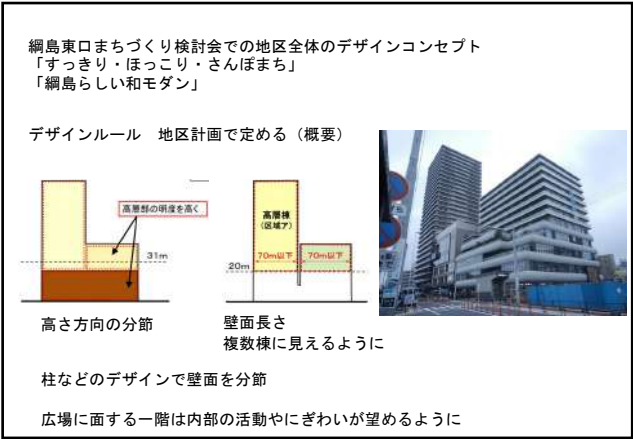 綱島東口まちづくり検討会での地区全体のデザインコンセプト
「すっきり・ほっこり・さんぽまち」
「綱島らしい和モダン」
デザインルール　地区計画で定める（概要）
高層部の明度を高く
31m
高さ方向の分節
高層棟
（区域ア）
70m以下
70m以下
20m
壁面長さ
複数棟に見えるように
柱などのデザインで壁面を分節
広場に面する一階は内部の活動やにぎわいが望めるように